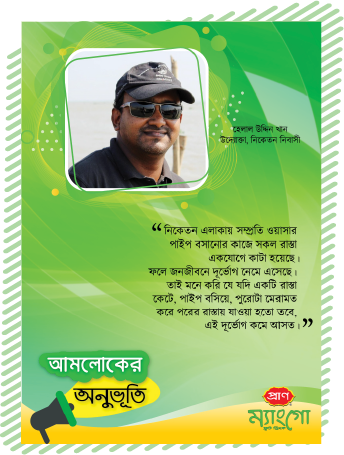 হেলাল উদ্দিন খান
উদ্যোক্তা, নিকেতন নিবাসী
“নিকেতন এলাকায় সম্প্রতি ওয়াসার
পাইপ বসানোর কাজে সকল রাস্তা
একযোগে কাটা হয়েছে।
ফলে জনজীবনে দূর্ভোগ নেমে এসেছে।
তাই মনে করি যে যদি একটি রাস্তা
কেটে, পাইপ বসিয়ে, পুরোটা মেরামত
করে পরের রাস্তায় যাওয়া হতো তবে,
এই দূর্ভোগ কমে আসত।”
আমলোকের
অনুভূতি
প্রাণ
ম্যাংগো